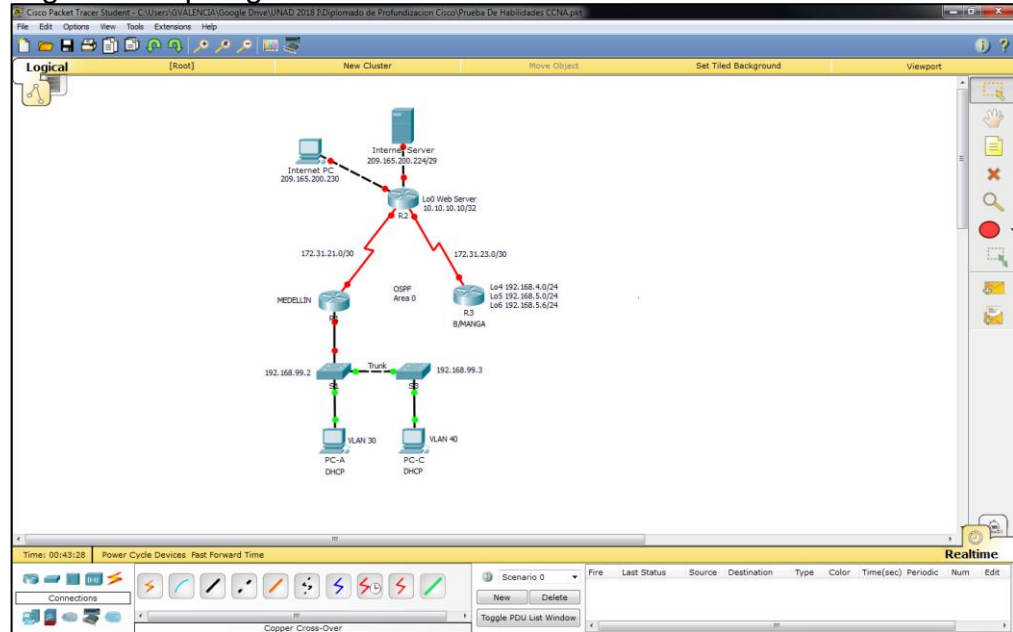 Cisco Packet Tracer Student - C:\Users\GVALENCIA\Google Drive\UNAD 2018 I\Diplomado de Profundizacion Cisco\Prueba De Habilidades CCNA.pkt
File Edit Options View Tools Extensions Help
Logical [Root] New Cluster Move Object Set Tiled Background Viewport
Internet Server
209.165.200.224/29
Internet PC
209.165.200.230
Lo0 Web Server
10.10.10.10/32
R2
172.31.21.0/30
172.31.23.0/30
OSPF
Area 0
MEDELLIN
R1
Lo4 192.168.4.0/24
Lo5 192.168.5.0/24
Lo6 192.168.5.6/24
R3
B/MANGA
192.168.99.2
Trunk
192.168.99.3
S1
S3
VLAN 30
VLAN 40
PC-A
DHCP
PC-C
DHCP
Time: 00:43:28 Power Cycle Devices Fast Forward Time
Realtime
Connections
Copper Cross-Over
Scenario 0
New Delete
Toggle PDU List Window
Fire Last Status Source Destination Type Color Time(sec) Periodic Num Edit